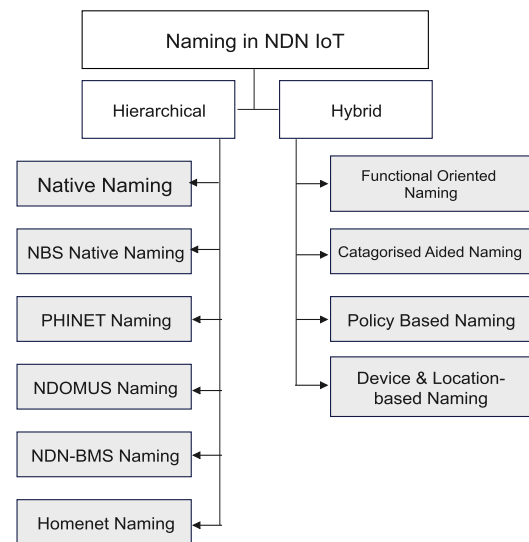 Naming in NDN IoT
Hierarchical
Hybrid
Native Naming
NBS Native Naming
PHINET Naming
NDOMUS Naming
NDN-BMS Naming
Homenet Naming
Functional Oriented
Naming
Catagorised Aided Naming
Policy Based Naming
Device & Location-
based Naming